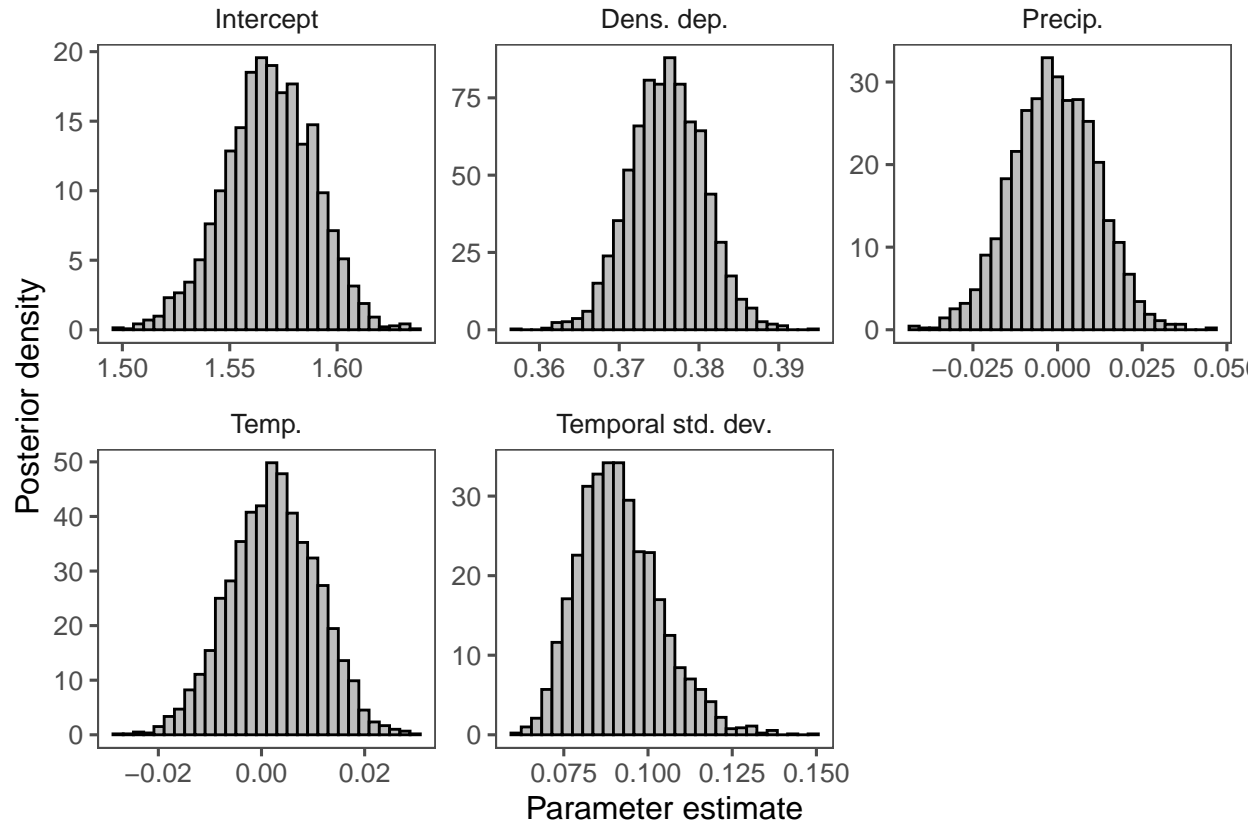 Intercept
Dens. dep.
Precip.
20
15
10
5
0
1.50 1.55 1.60
75
50
25
0
0.36 0.37 0.38 0.39
30
20
10
0
−0.025 0.000 0.025 0.050
Posterior density
Temp.
Temporal std. dev.
50
40
30
20
10
0
−0.02 0.00 0.02
30
20
10
0
0.075 0.100 0.125 0.150
Parameter estimate